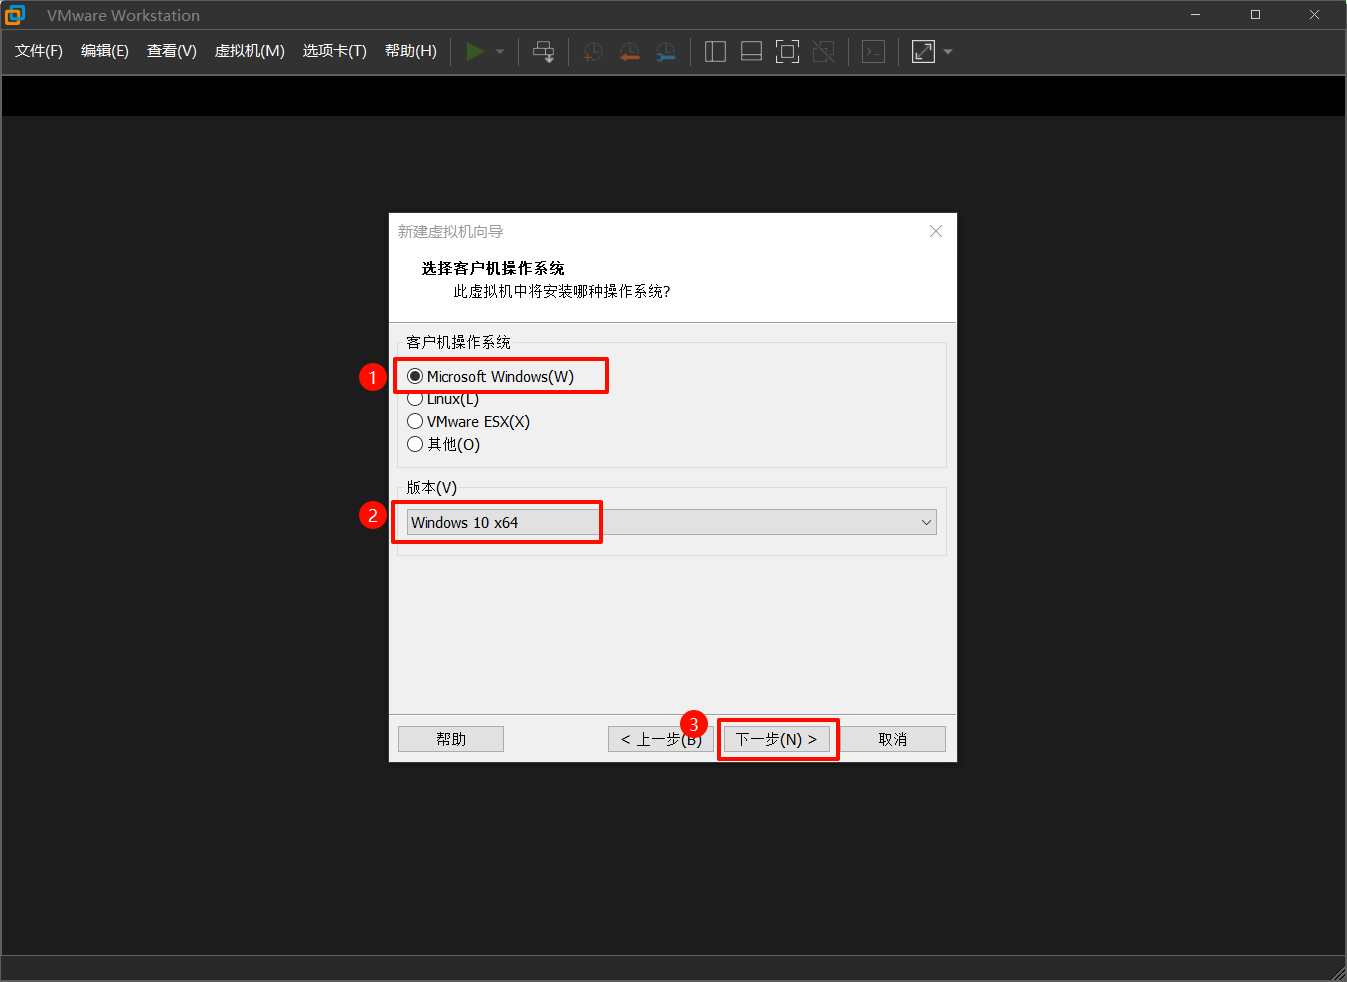 VMware Workstation
文件(F) 编辑(E) 查看(V) 虚拟机(M) 选项卡(T) 帮助(H)
新建虚拟机向导
选择客户机操作系统
此虚拟机中将安装哪种操作系统?
客户机操作系统
1 Microsoft Windows(W)
Linux(L)
VMware ESX(X)
其他(O)
版本(V)
2 Windows 10 x64
3
帮助 < 上一步(B) 下一步(N) > 取消